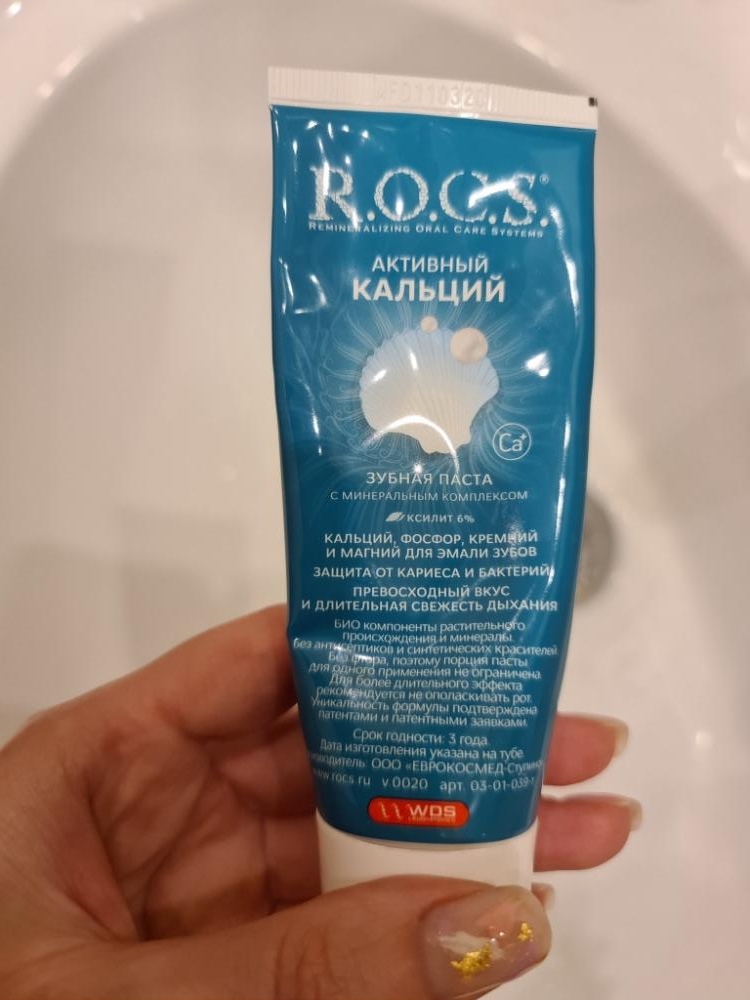 R.O.C.S.®
REMINERALIZING ORAL CARE SYSTEMS
АКТИВНЫЙ
КАЛЬЦИЙ
Ca+
ЗУБНАЯ ПАСТА
С МИНЕРАЛЬНЫМ КОМПЛЕКСОМ
КСИЛИТ 6%
КАЛЬЦИЙ, ФОСФОР, КРЕМНИЙ
И МАГНИЙ ДЛЯ ЭМАЛИ ЗУБОВ
ЗАЩИТА ОТ КАРИЕСА И БАКТЕРИЙ
ПРЕВОСХОДНЫЙ ВКУС
И ДЛИТЕЛЬНАЯ СВЕЖЕСТЬ ДЫХАНИЯ
БИО компоненты растительного
происхождения и минералы.
Без антисептиков и синтетических красителей.
Без фтора, поэтому порция пасты
для одного применения не ограничена.
Для более длительного эффекта
рекомендуется не ополаскивать рот.
Уникальность формулы подтверждена
патентами и патентными заявками.
Срок годности: 3 года.
Дата изготовления указана на тубе.
ООО «ЕВРОКОСМЕД-Ступино»
www.rocs.ru v 0020 арт. 03-01-039-1
WDS